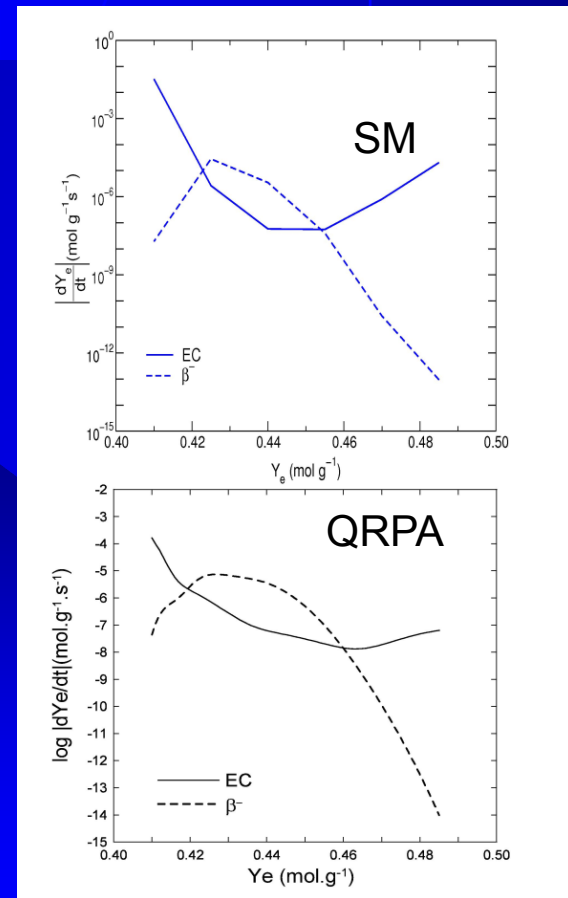 SM
10⁰
10⁻³
10⁻⁶
10⁻⁹
10⁻¹²
10⁻¹⁵
|dYₑ/dt| (mol g⁻¹ s⁻¹)
EC
β⁻
0.40 0.42 0.44 0.46 0.48 0.50
Yₑ (mol g⁻¹)
QRPA
-2
-3
-4
-5
-6
-7
-8
-9
-10
-11
-12
-13
-14
-15
log |dYe/dt|(mol.g⁻¹.s⁻¹)
EC
β⁻
0.40 0.42 0.44 0.46 0.48 0.50
Ye (mol.g⁻¹)